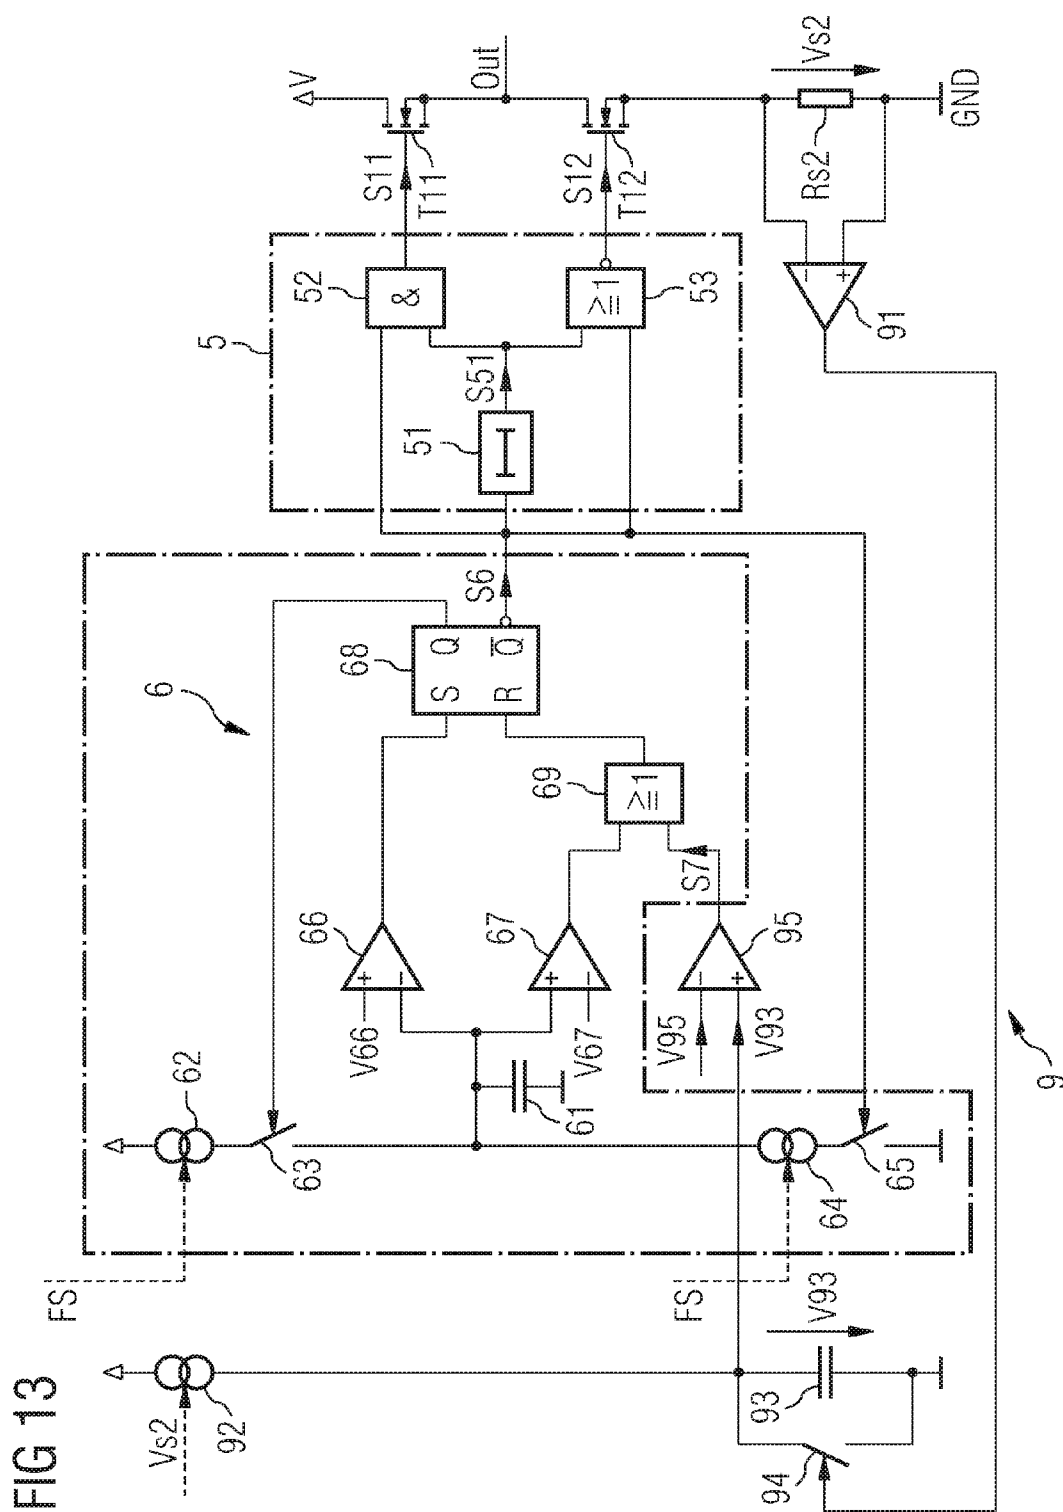 FIG 13
Vs2
92
93
V93
94
FS
FS
62
63
61
64
65
6
V66
+
−
66
V67
+
−
67
V95
V93
−
+
95
S7
69
≥1
68
S
Q
R
Q
S6
5
51
S51
52
&
53
≥1
S11
T11
S12
T12
V
Out
Vs2
Rs2
GND
−
+
91
9